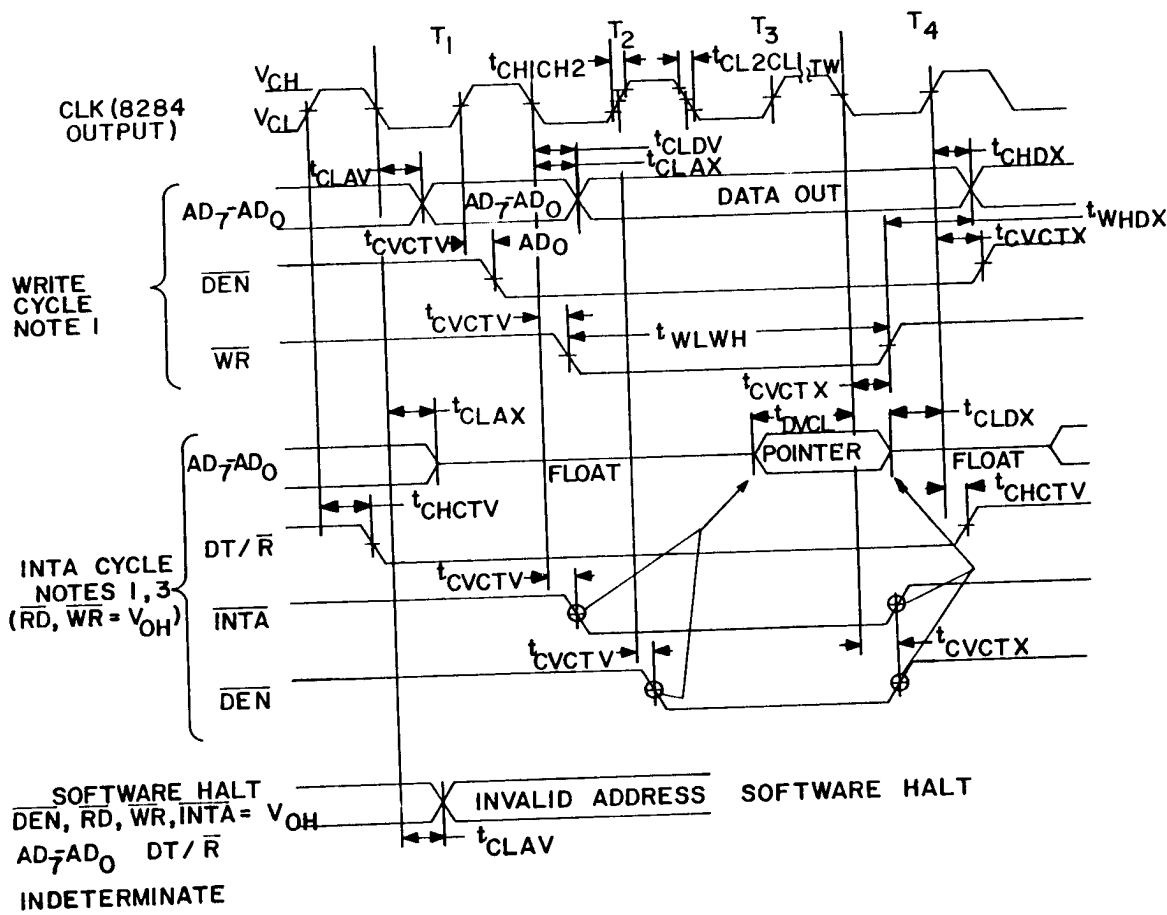 T1 T2 T3 T4
VCH tCHICH2 tCL2CLI TW
CLK (8284
OUTPUT)
VCL
tCLDV
tCLAV tCLAX tCHDX
AD7-AD0 AD7-AD0 DATA OUT
tWHDX
tCVCTV AD0 tCVCTX
WRITE
CYCLE
NOTE I
DEN
tCVCTV tWLWH
WR
tCVCTX
tCLAX tDVCL tCLDX
AD7-AD0 FLOAT POINTER FLOAT
tCHCTV tCHCTV
DT/R
INTA CYCLE
NOTES I,3
(RD, WR = VOH)
tCVCTV
INTA
tCVCTV tCVCTX
DEN
SOFTWARE HALT
DEN, RD, WR, INTA = VOH
AD7-AD0 DT/R
INDETERMINATE
INVALID ADDRESS SOFTWARE HALT
tCLAV